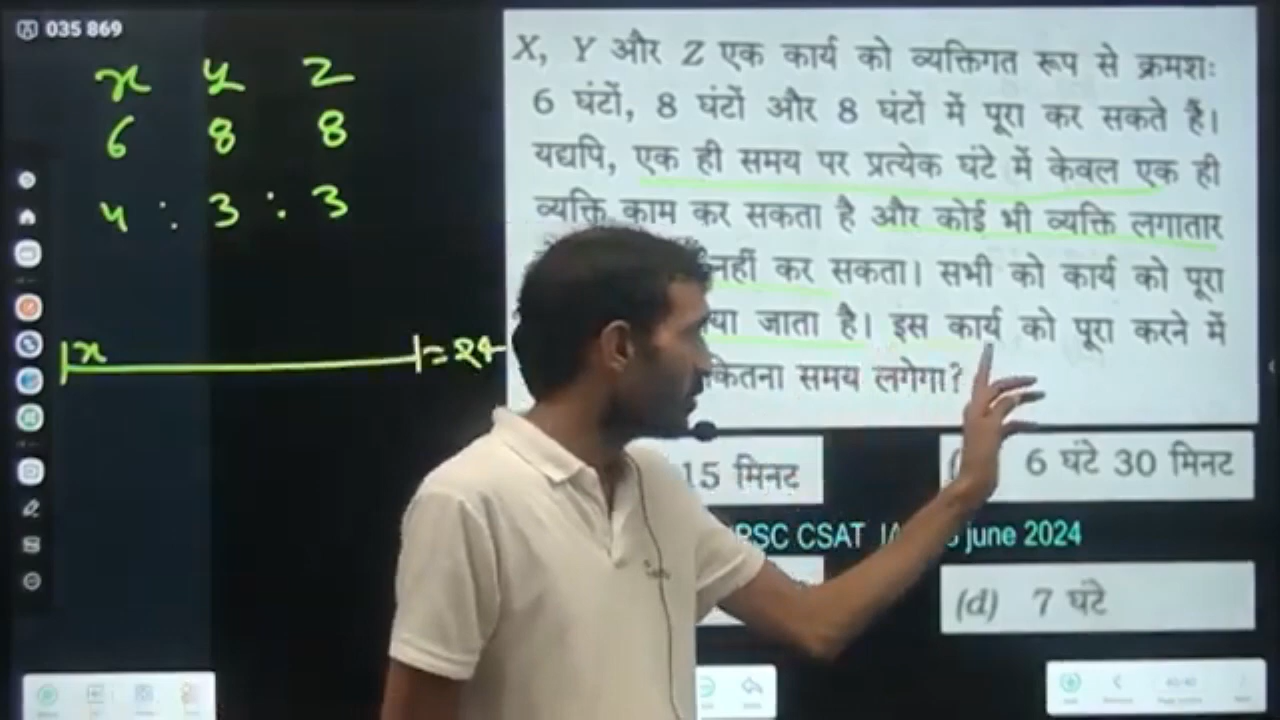 035 869
x y z
6 8 8
4 : 3 : 3
x = 24
X, Y और Z एक कार्य को व्यक्तिगत रूप से क्रमशः
6 घंटों, 8 घंटों और 8 घंटों में पूरा कर सकते हैं।
यद्यपि, एक ही समय पर प्रत्येक घंटे में केवल एक ही
व्यक्ति काम कर सकता है और कोई भी व्यक्ति लगातार
नहीं कर सकता। सभी को कार्य को पूरा
जाता है। इस कार्य को पूरा करने में
कितना समय लगेगा?
15 मिनट
6 घंटे 30 मिनट
CSAT june 2024
(d) 7 घंटे